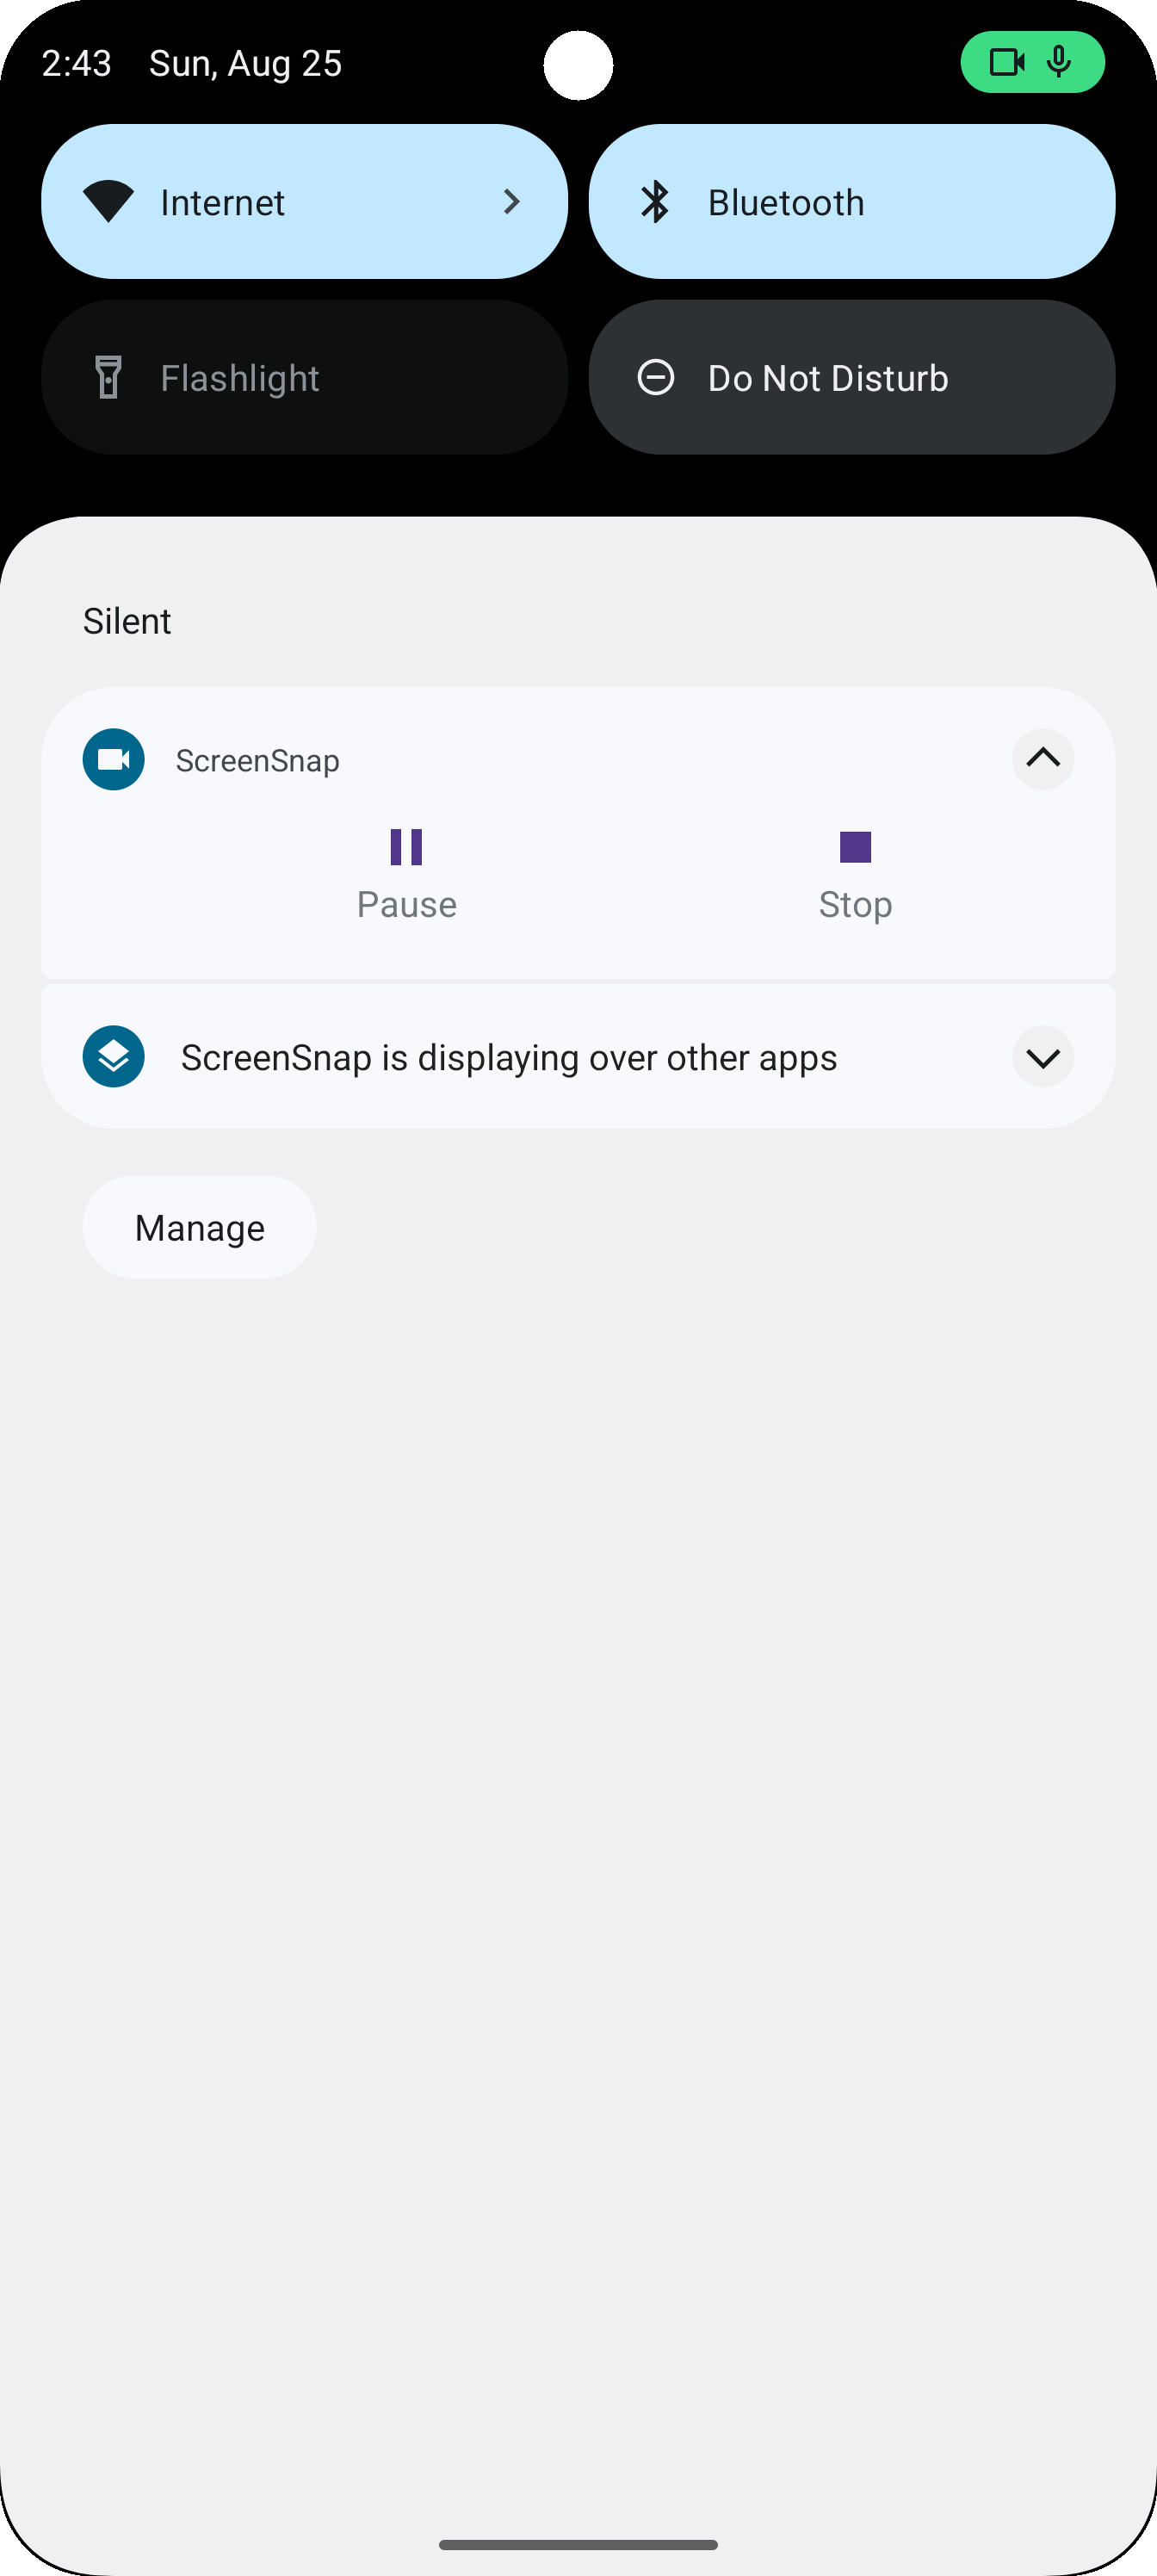 2:43 Sun, Aug 25
Internet
Bluetooth
Flashlight
Do Not Disturb
Silent
ScreenSnap
Pause
Stop
ScreenSnap is displaying over other apps
Manage